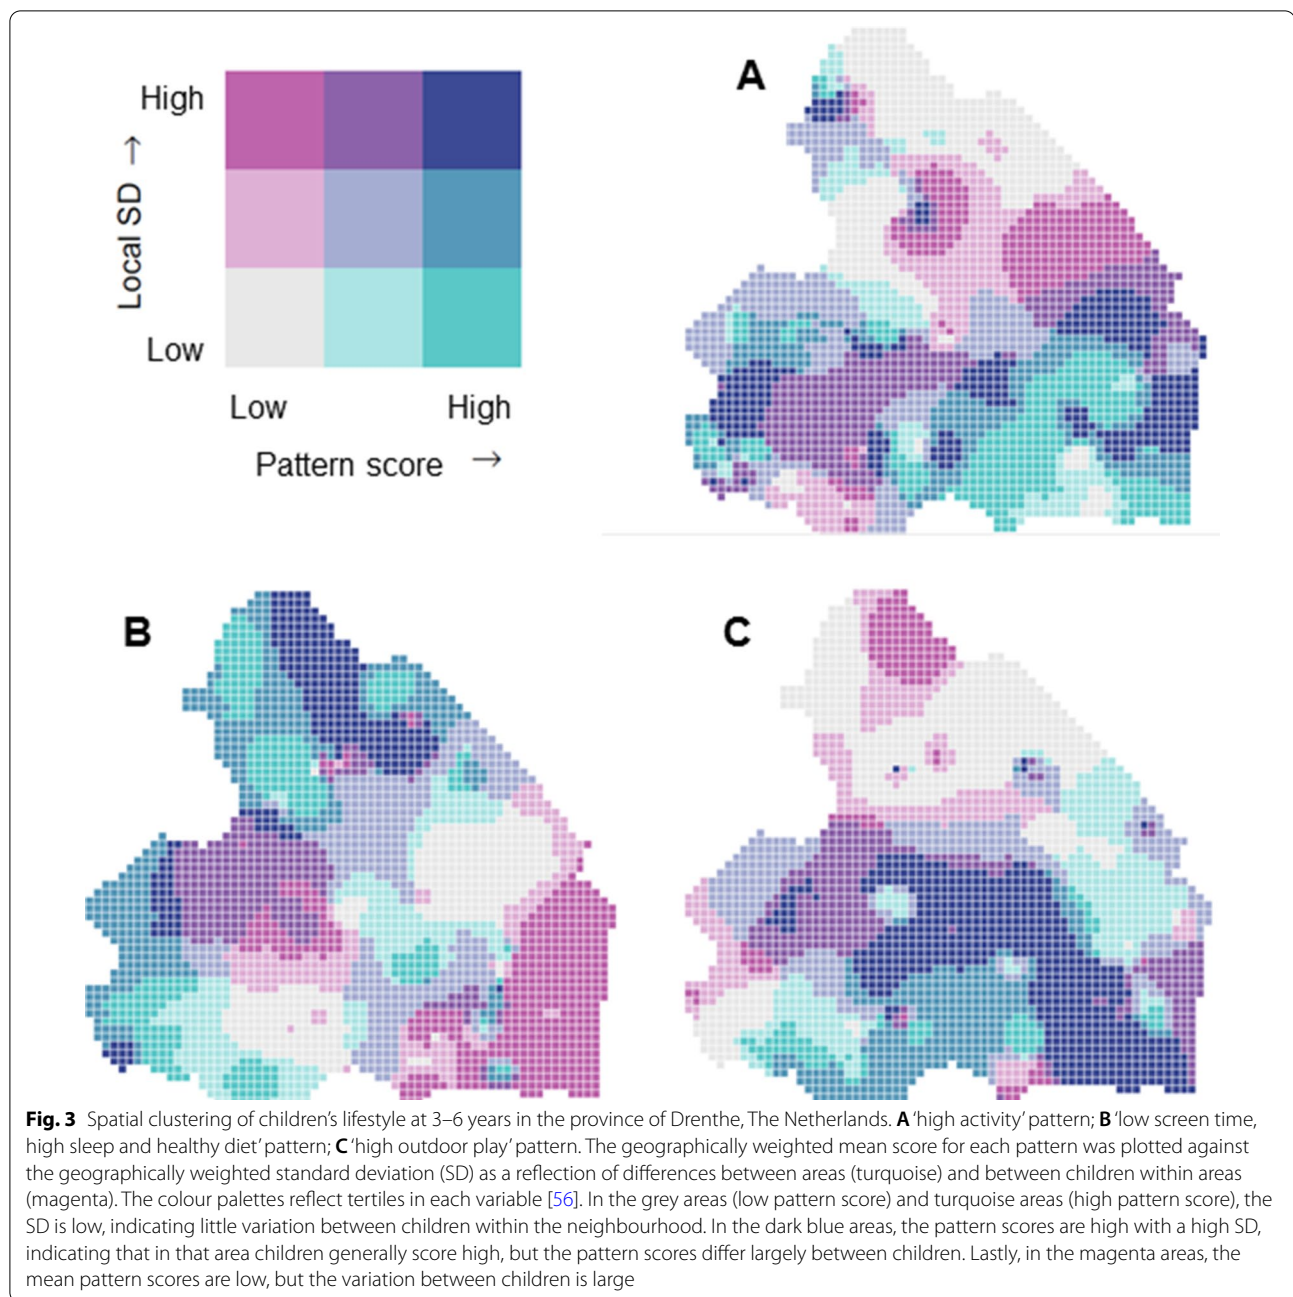 High
Local SD →
Low
Low High
Pattern score →
A
B
C
Fig. 3 Spatial clustering of children’s lifestyle at 3–6 years in the province of Drenthe, The Netherlands. A ‘high activity’ pattern; B ‘low screen time,
high sleep and healthy diet’ pattern; C ‘high outdoor play’ pattern. The geographically weighted mean score for each pattern was plotted against
the geographically weighted standard deviation (SD) as a reflection of differences between areas (turquoise) and between children within areas
(magenta). The colour palettes reflect tertiles in each variable [56]. In the grey areas (low pattern score) and turquoise areas (high pattern score), the
SD is low, indicating little variation between children within the neighbourhood. In the dark blue areas, the pattern scores are high with a high SD,
indicating that in that area children generally score high, but the pattern scores differ largely between children. Lastly, in the magenta areas, the
mean pattern scores are low, but the variation between children is large